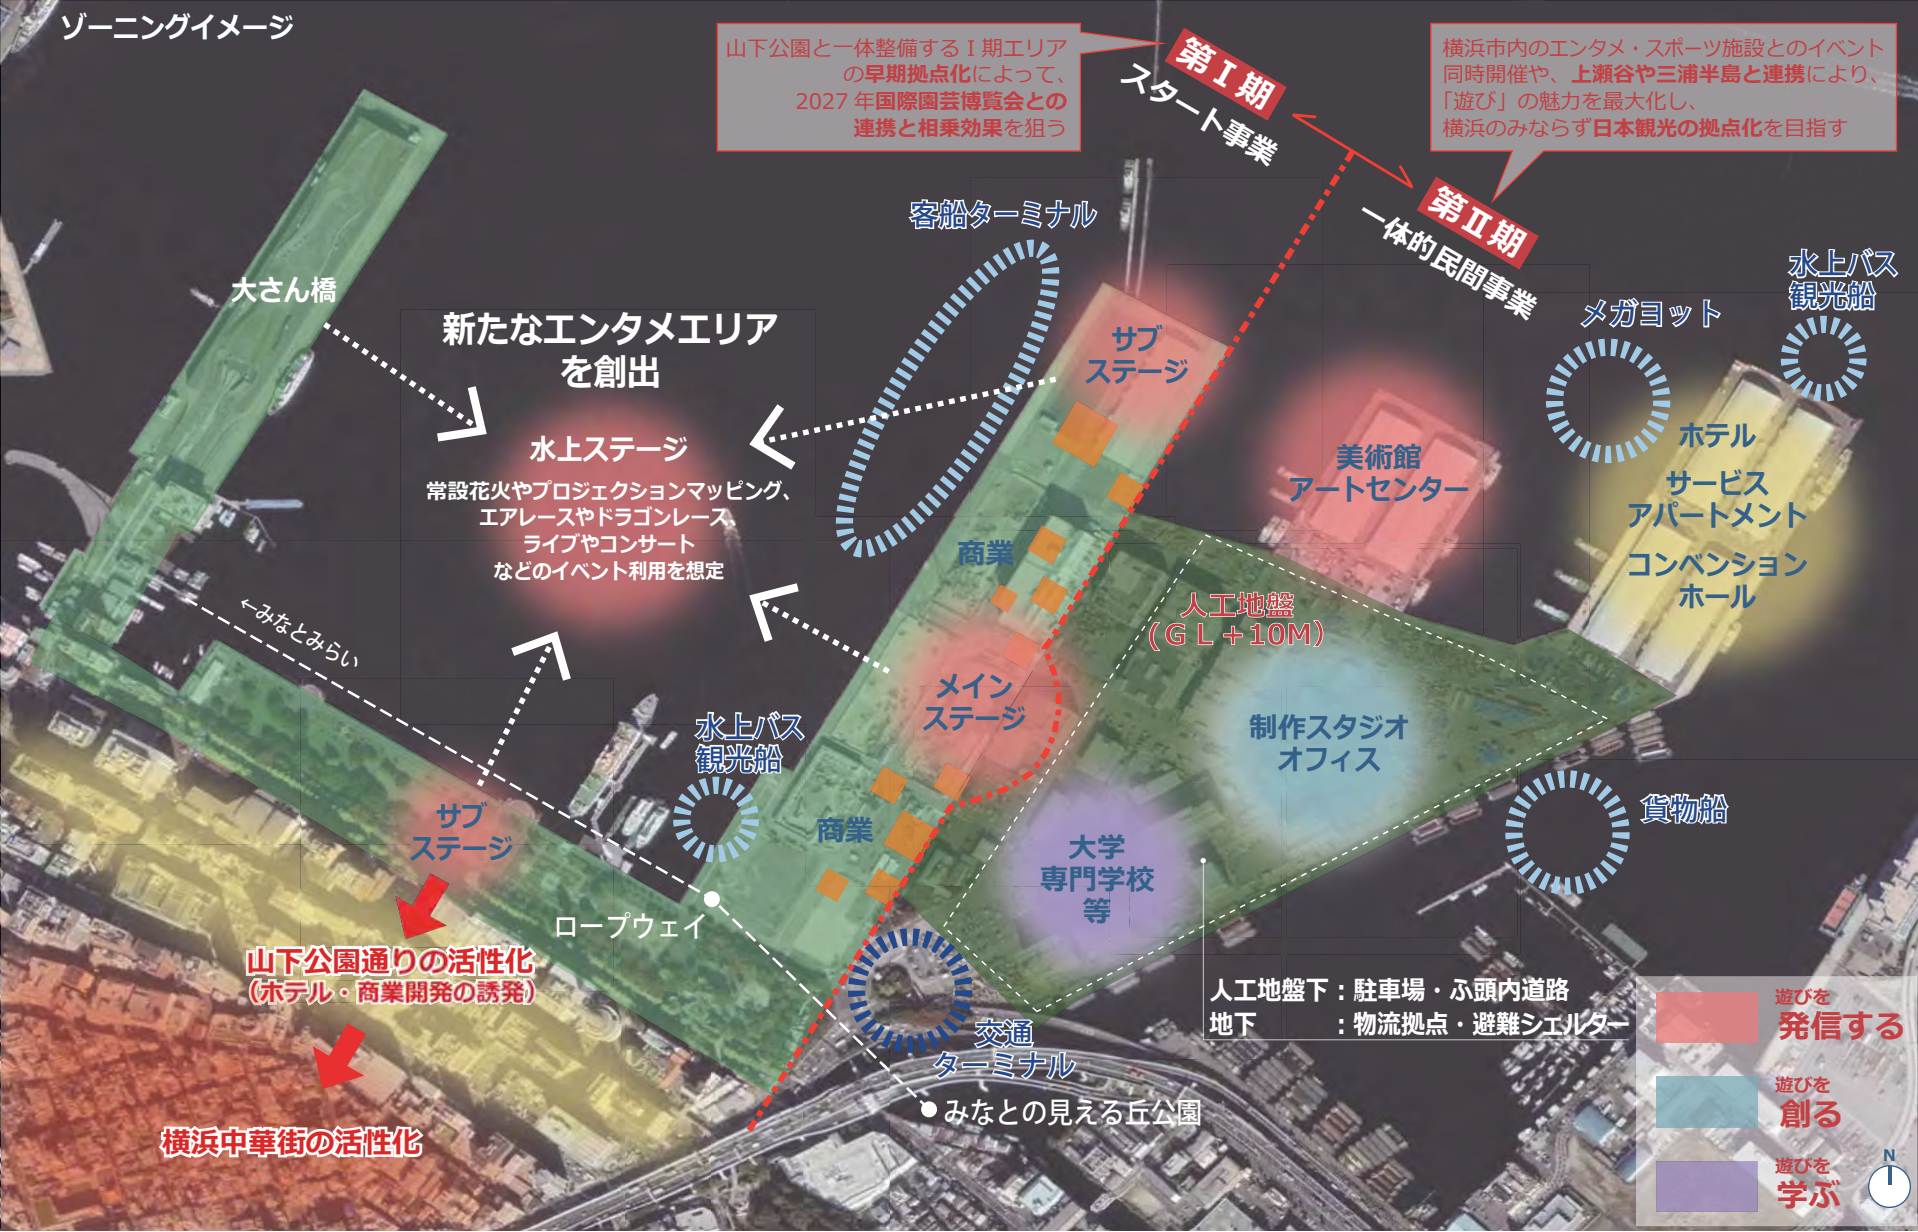 ゾーニングイメージ
山下公園と一体整備するⅠ期エリア
の早期拠点化によって、
2027年国際園芸博覧会との
連携と相乗効果を狙う
第Ⅰ期
スタート事業
横浜市内のエンタメ・スポーツ施設とのイベント
同時開催や、上瀬谷や三浦半島と連携により、
「遊び」の魅力を最大化し、
横浜のみならず日本観光の拠点化を目指す
第Ⅱ期
一体的民間事業
客船ターミナル
水上バス
観光船
メガヨット
大さん橋
新たなエンタメエリア
を創出
水上ステージ
常設花火やプロジェクションマッピング、
エアレースやドラゴンレース、
ライブやコンサート
などのイベント利用を想定
サブ
ステージ
美術館
アートセンター
ホテル
サービス
アパートメント
コンベンション
ホール
商業
人工地盤
(ＧＬ＋10M)
←みなとみらい
メイン
ステージ
制作スタジオ
オフィス
水上バス
観光船
サブ
ステージ
商業
大学
専門学校
等
貨物船
ロープウェイ
山下公園通りの活性化
（ホテル・商業開発の誘発）
人工地盤下：駐車場・ふ頭内道路
地下　　　：物流拠点・避難シェルター
交通
ターミナル
みなとの見える丘公園
横浜中華街の活性化
遊びを
発信する
遊びを
創る
遊びを
学ぶ
N